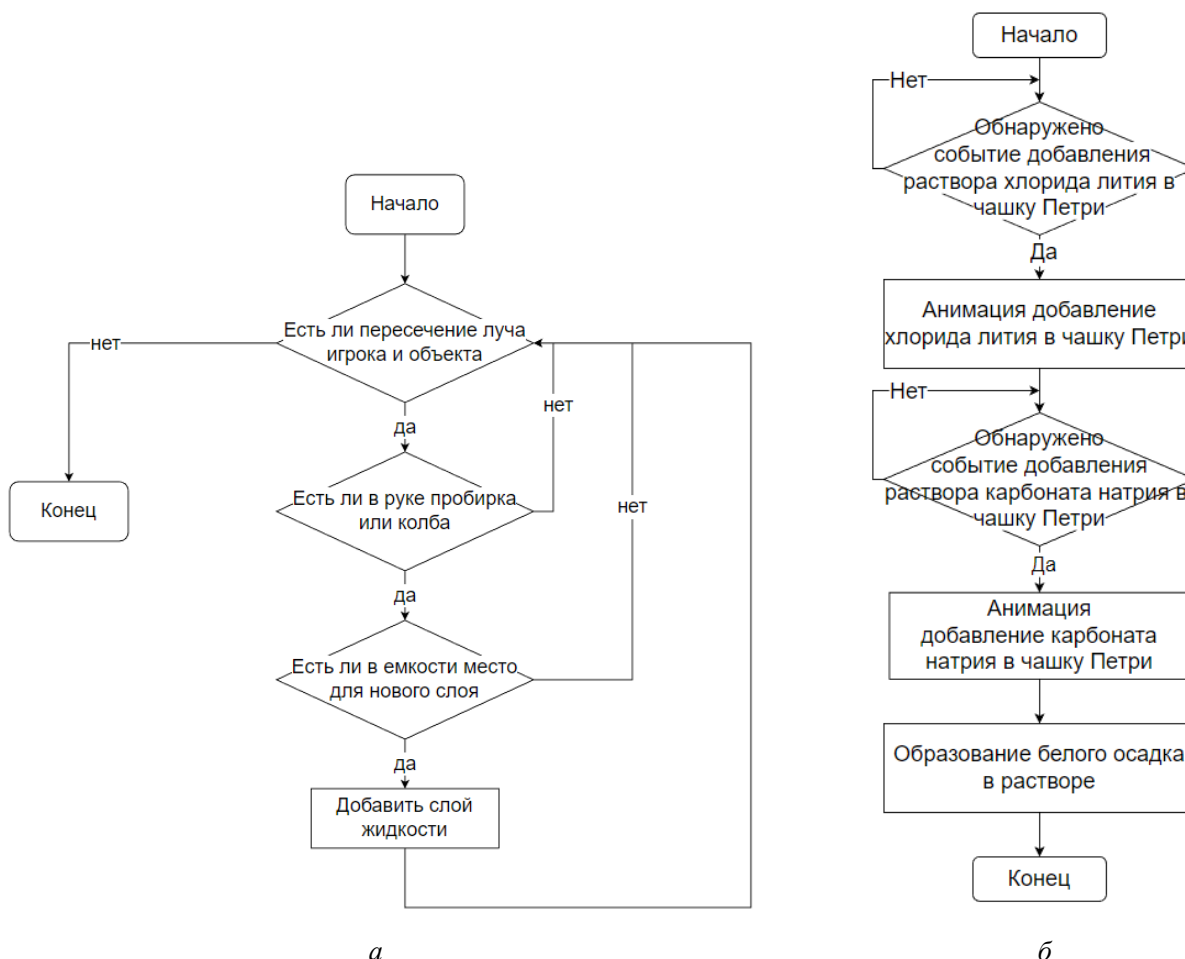 Начало
Есть ли пересечение луча
игрока и объекта
нет
да
нет
Конец
Есть ли в руке пробирка
или колба
нет
да
Есть ли в емкости место
для нового слоя
да
Добавить слой
жидкости
а
Начало
Нет
Обнаружено
событие добавления
раствора хлорида лития в
чашку Петри
Да
Анимация добавление
хлорида лития в чашку Петри
Нет
Обнаружено
событие добавления
раствора карбоната натрия в
чашку Петри
Да
Анимация
добавление карбоната
натрия в чашку Петри
Образование белого осадка
в растворе
Конец
б